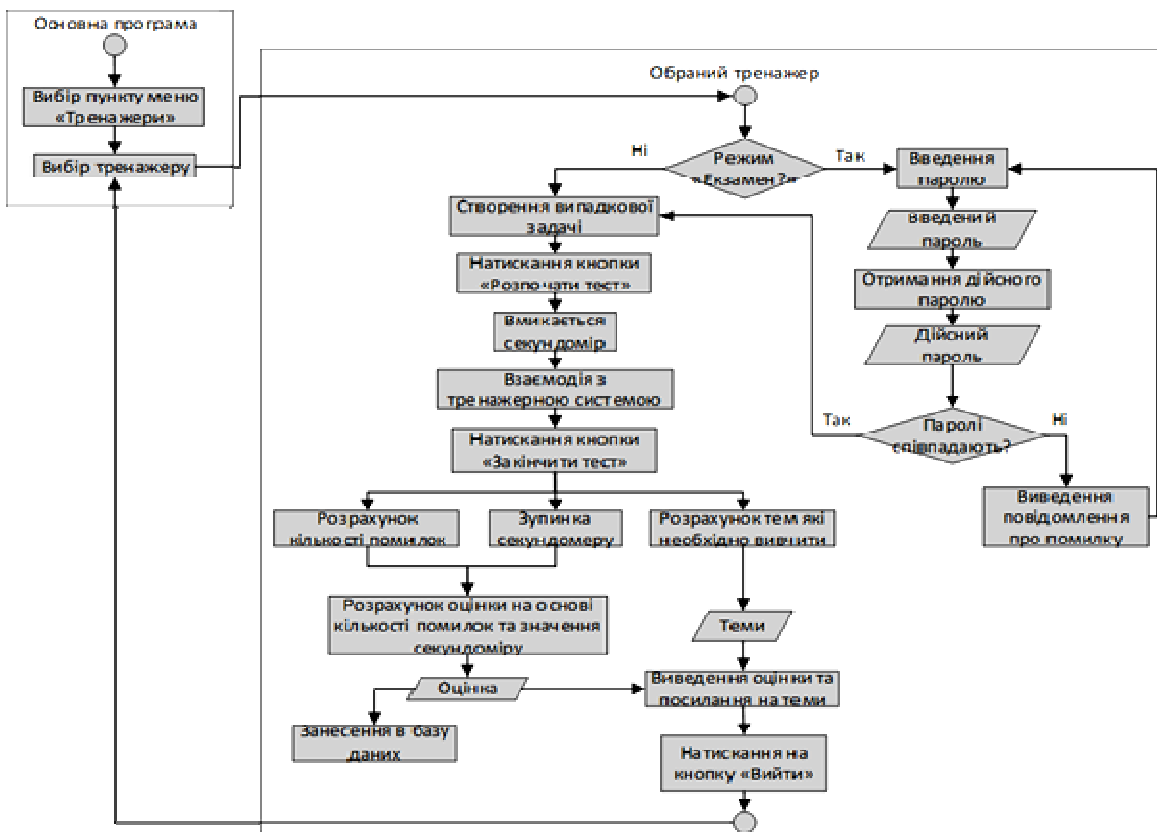 Основна програма
Вибір пункту меню
«Тренажери»
Вибір тренажеру
Обраний тренажер
Режим
«Екзамен?»
Ні
Так
Введення
паролю
Введений
пароль
Отримання дійсного
паролю
Дійсний
пароль
Паролі
співпадають?
Так
Ні
Виведення
повідомлення
про помилку
Створення випадкової
задачі
Натискання кнопки
«Розпочати тест»
Вмикається
секундомір
Взаємодія з
тренажерною системою
Натискання кнопки
«Закінчити тест»
Розрахунок
кількості помилок
Зупинка
секундомеру
Розрахунок тем які
необхідно вивчити
Розрахунок оцінки на основі
кількості помилок та значення
секундоміру
Теми
Оцінка
Виведення оцінки та
посилання на теми
Занесення в базу
даних
Натискання на
кнопку «Вийти»